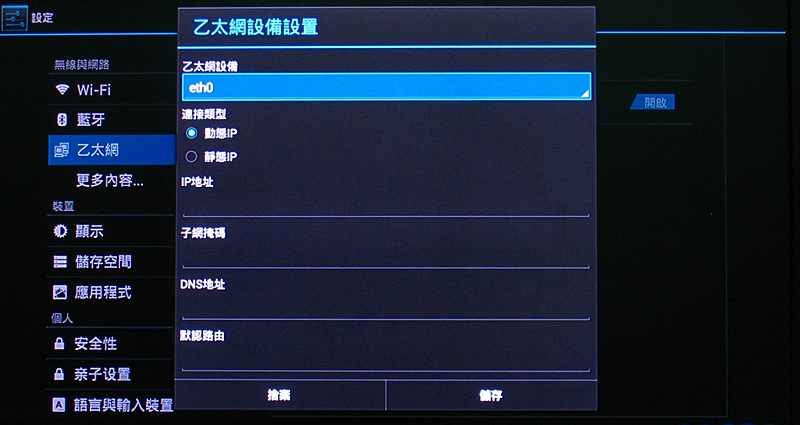 設定
無線與網路
Wi-Fi
藍牙
乙太網
更多內容...
裝置
顯示
儲存空間
應用程式
個人
安全性
亲子设置
語言與輸入裝置
開啟
乙太網設備設置
乙太網設備
eth0
連接類型
動態IP
靜態IP
IP地址
子網掩碼
DNS地址
默認路由
捨棄
儲存